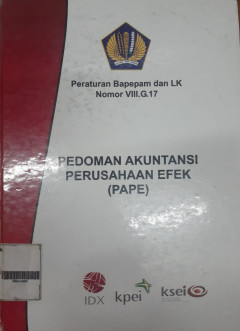 Peraturan Bapepam dan LK
Nomor VIII.G.17
PEDOMAN AKUNTANSI
PERUSAHAAN EFEK
(PAPE)
IDX
kpei
ksei